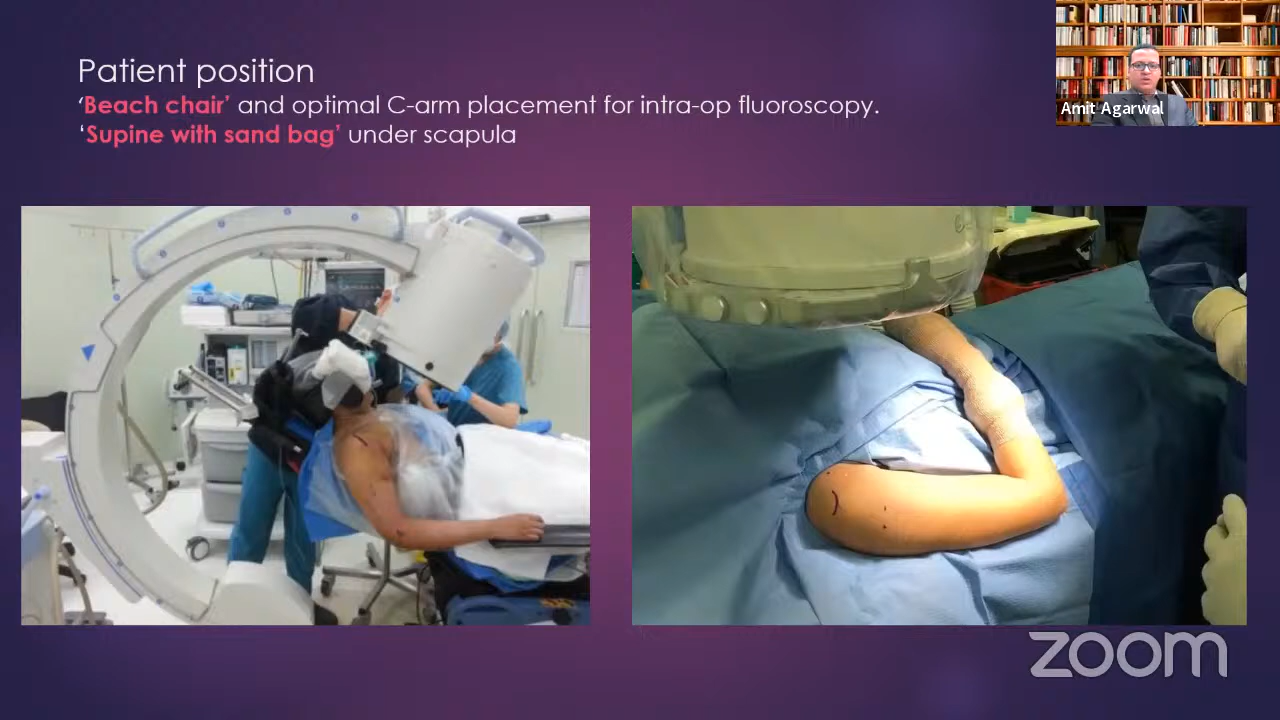 Patient position
‘Beach chair’ and optimal C-arm placement for intra-op fluoroscopy.
‘Supine with sand bag’ under scapula
Amit Agarwal
zoom